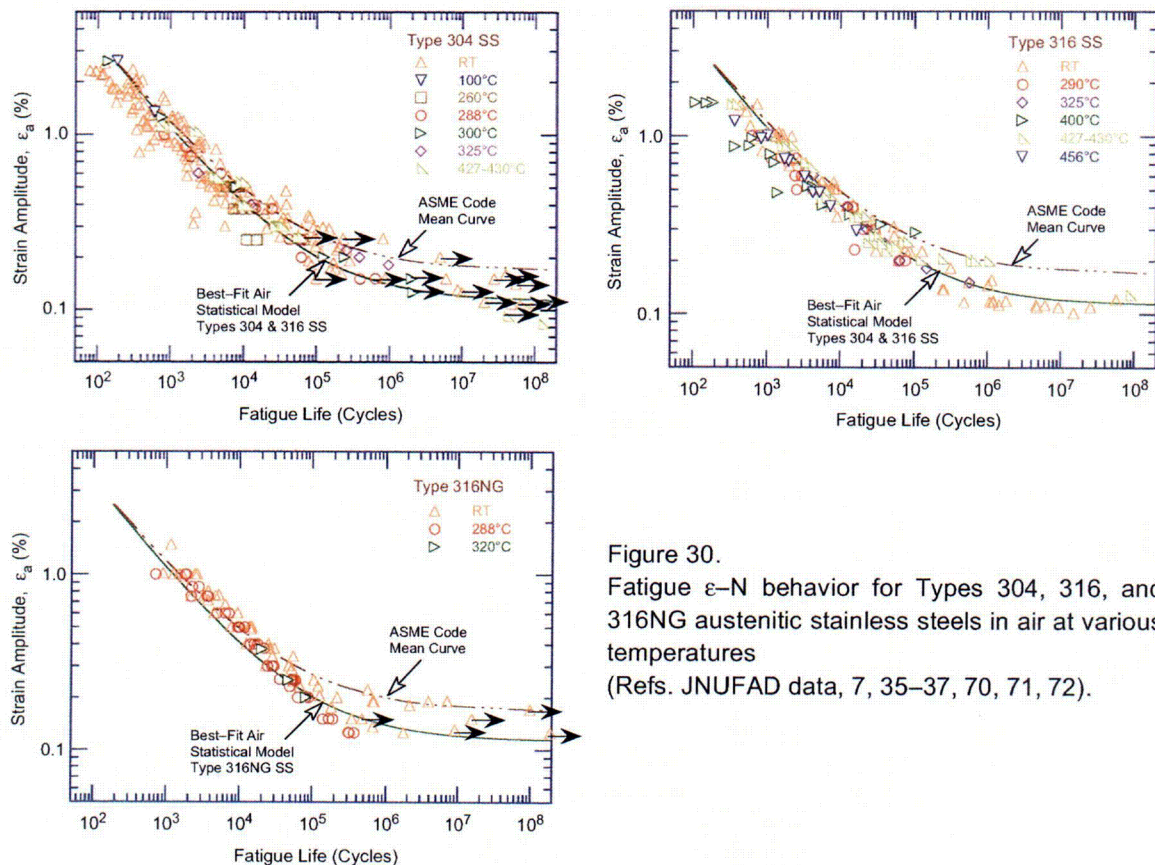 Type 304 SS
RT
100°C
260°C
288°C
300°C
325°C
427-430°C
1.0
0.1
Strain Amplitude, εa (%)
ASME Code
Mean Curve
Best–Fit Air
Statistical Model
Types 304 & 316 SS
10² 10³ 10⁴ 10⁵ 10⁶ 10⁷ 10⁸
Fatigue Life (Cycles)
Type 316 SS
RT
290°C
325°C
400°C
427-430°C
456°C
1.0
0.1
Strain Amplitude, εa (%)
ASME Code
Mean Curve
Best–Fit Air
Statistical Model
Types 304 & 316 SS
10² 10³ 10⁴ 10⁵ 10⁶ 10⁷ 10⁸
Fatigue Life (Cycles)
Type 316NG
RT
288°C
320°C
1.0
0.1
Strain Amplitude, εa (%)
ASME Code
Mean Curve
Best–Fit Air
Statistical Model
Type 316NG SS
10² 10³ 10⁴ 10⁵ 10⁶ 10⁷ 10⁸
Fatigue Life (Cycles)
Figure 30.
Fatigue ε–N behavior for Types 304, 316, and
316NG austenitic stainless steels in air at various
temperatures
(Refs. JNUFAD data, 7, 35–37, 70, 71, 72).